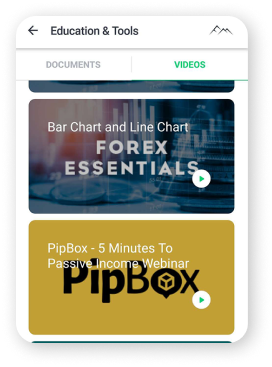 Education & Tools
DOCUMENTS
VIDEOS
Bar Chart and Line Chart
FOREX
ESSENTIALS
PipBox - 5 Minutes To
Passive Income Webinar
PipBox